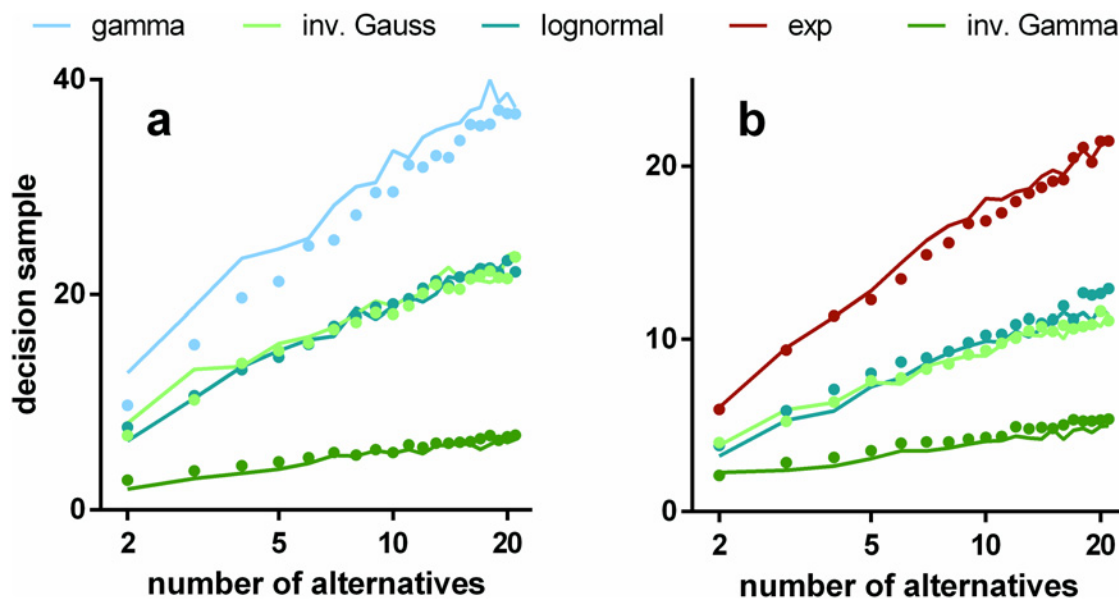 gamma inv. Gauss lognormal exp inv. Gamma
a b
40
20
0
20
10
0
decision sample
2 5 10 20
2 5 10 20
number of alternatives
number of alternatives